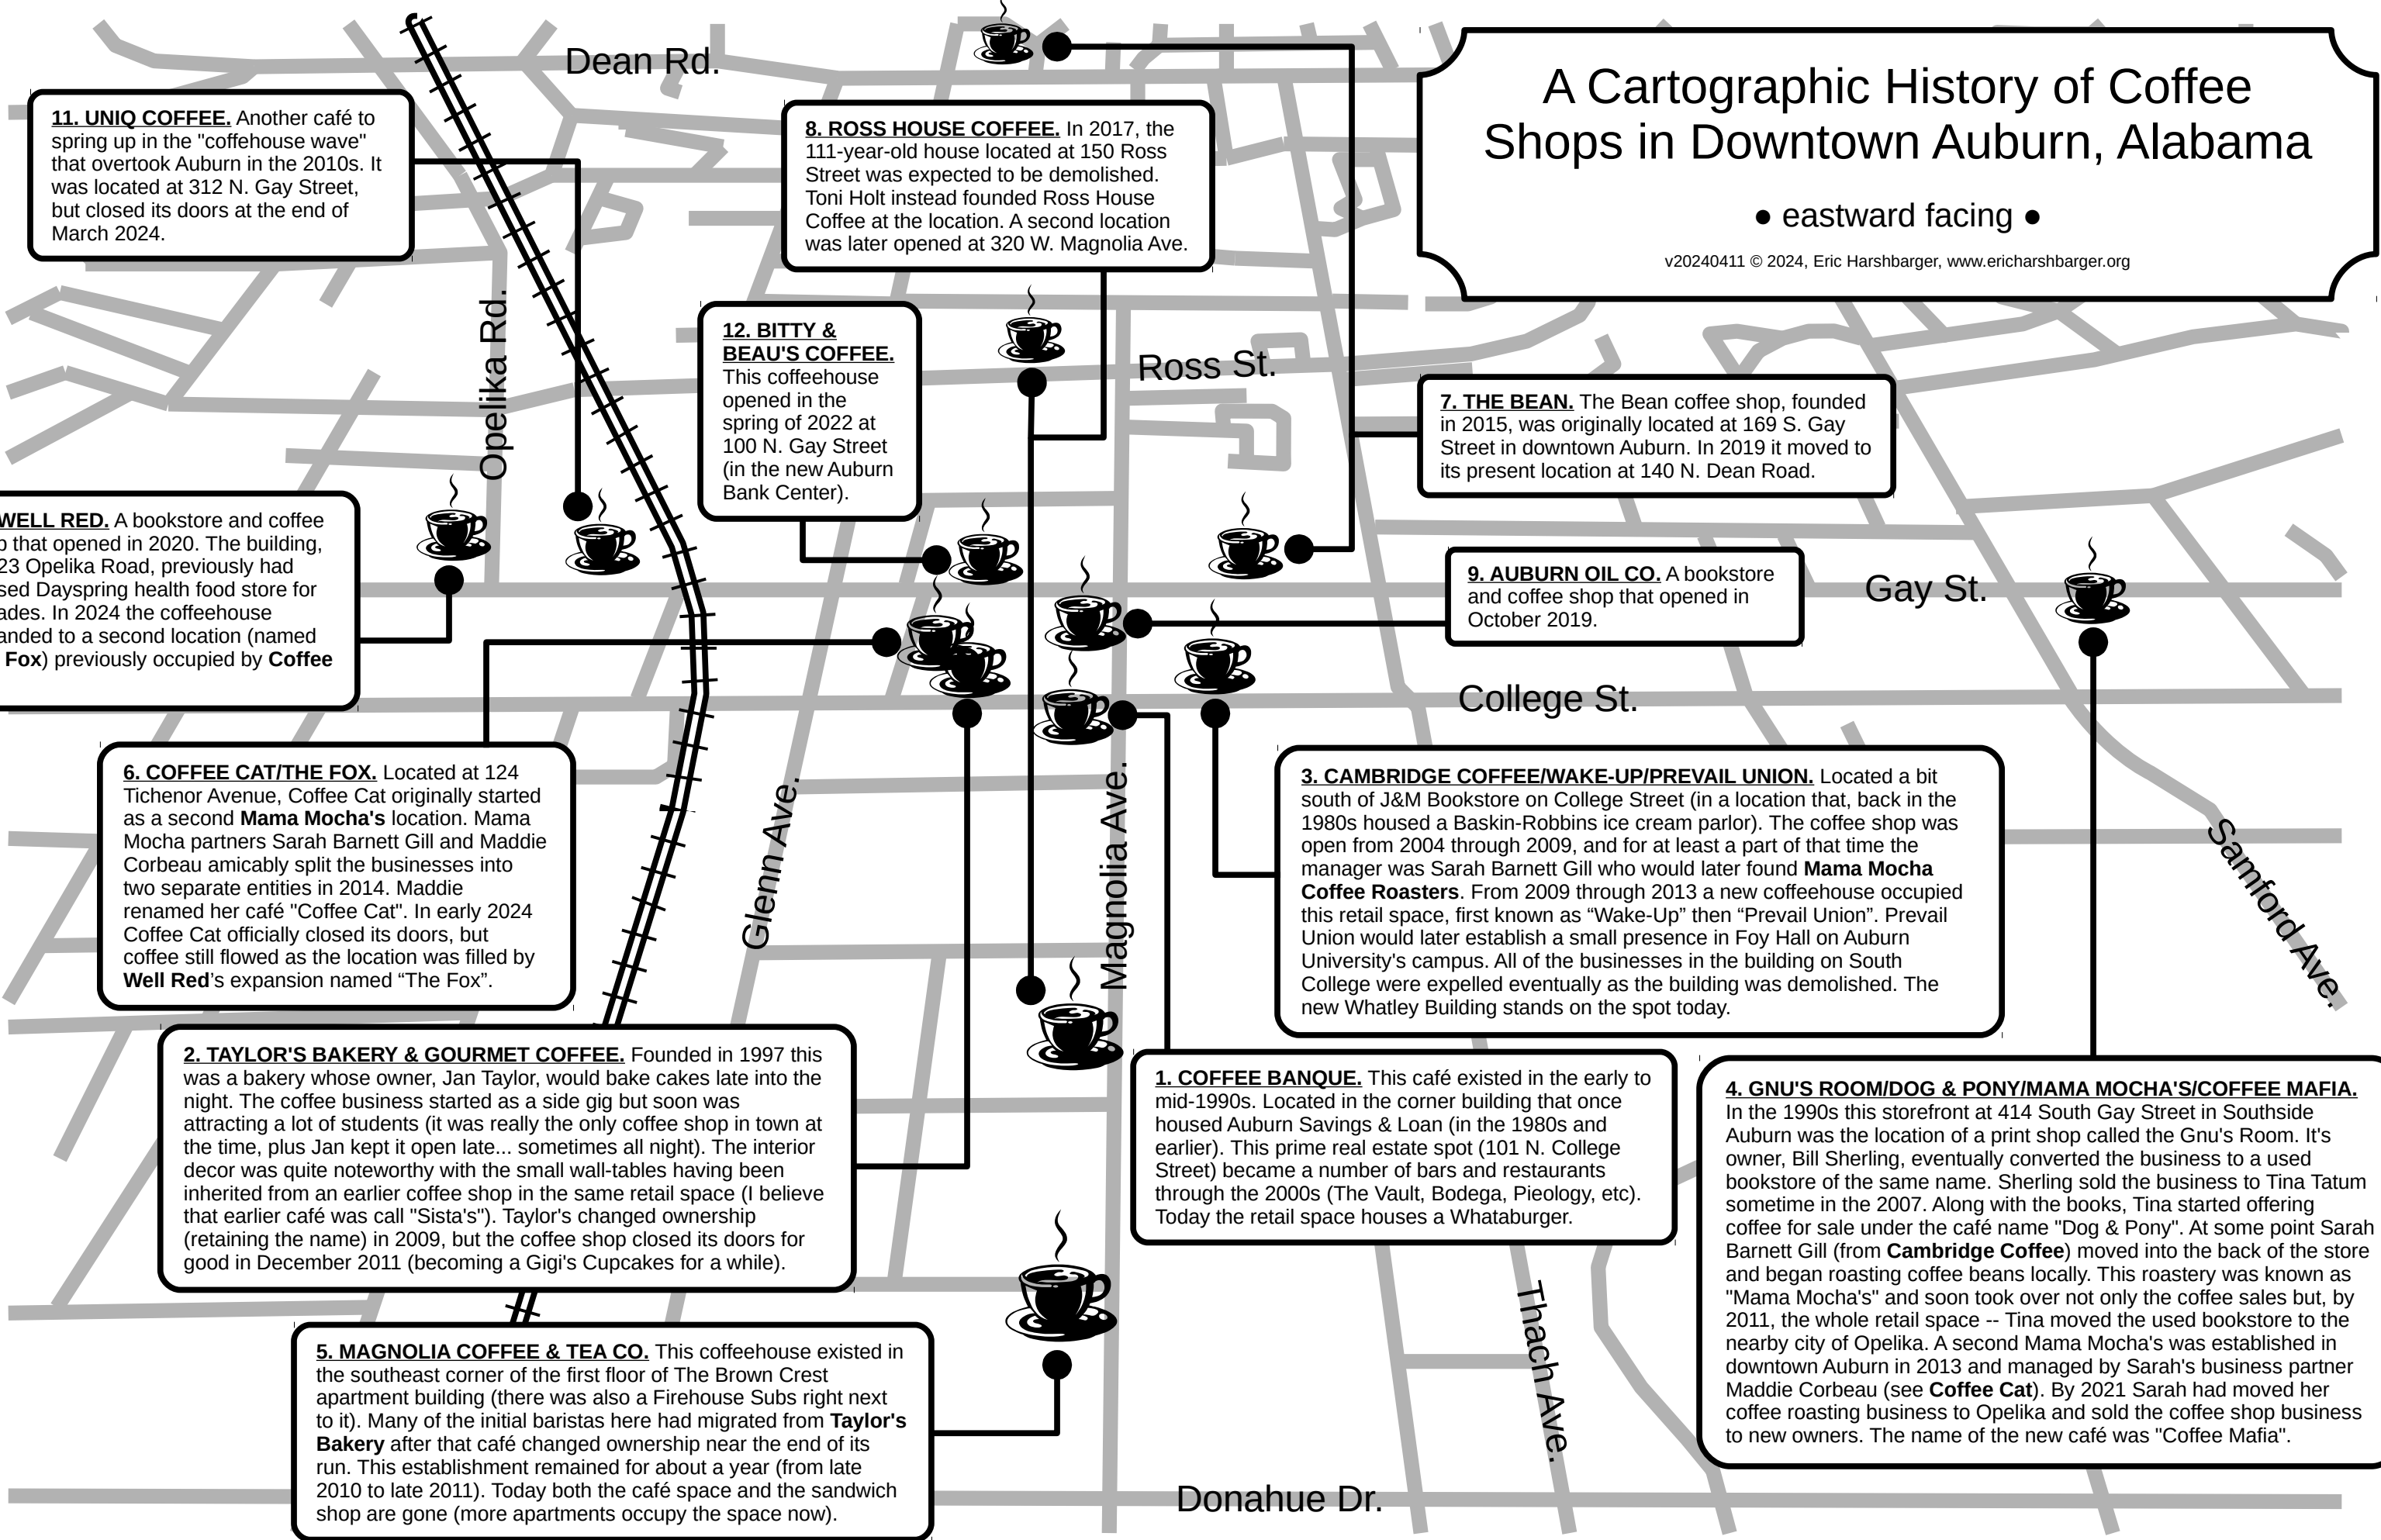 A Cartographic History of Coffee
Shops in Downtown Auburn, Alabama
● eastward facing ●
v20240411 © 2024, Eric Harshbarger, www.ericharshbarger.org
Dean Rd.
11. UNIQ COFFEE. Another café to
spring up in the "coffehouse wave"
that overtook Auburn in the 2010s. It
was located at 312 N. Gay Street,
but closed its doors at the end of
March 2024.
8. ROSS HOUSE COFFEE. In 2017, the
111-year-old house located at 150 Ross
Street was expected to be demolished.
Toni Holt instead founded Ross House
Coffee at the location. A second location
was later opened at 320 W. Magnolia Ave.
Opelika Rd.
12. BITTY &
BEAU'S COFFEE.
This coffeehouse
opened in the
spring of 2022 at
100 N. Gay Street
(in the new Auburn
Bank Center).
Ross St.
7. THE BEAN. The Bean coffee shop, founded
in 2015, was originally located at 169 S. Gay
Street in downtown Auburn. In 2019 it moved to
its present location at 140 N. Dean Road.
WELL RED. A bookstore and coffee
that opened in 2020. The building,
23 Opelika Road, previously had
Dayspring health food store for
In 2024 the coffeehouse
to a second location (named
Fox) previously occupied by Coffee
9. AUBURN OIL CO. A bookstore
and coffee shop that opened in
October 2019.
Gay St.
College St.
6. COFFEE CAT/THE FOX. Located at 124
Tichenor Avenue, Coffee Cat originally started
as a second Mama Mocha's location. Mama
Mocha partners Sarah Barnett Gill and Maddie
Corbeau amicably split the businesses into
two separate entities in 2014. Maddie
renamed her café "Coffee Cat". In early 2024
Coffee Cat officially closed its doors, but
coffee still flowed as the location was filled by
Well Red’s expansion named “The Fox”.
Glenn Ave.
Magnolia Ave.
3. CAMBRIDGE COFFEE/WAKE-UP/PREVAIL UNION. Located a bit
south of J&M Bookstore on College Street (in a location that, back in the
1980s housed a Baskin-Robbins ice cream parlor). The coffee shop was
open from 2004 through 2009, and for at least a part of that time the
manager was Sarah Barnett Gill who would later found Mama Mocha
Coffee Roasters. From 2009 through 2013 a new coffeehouse occupied
this retail space, first known as “Wake-Up” then “Prevail Union”. Prevail
Union would later establish a small presence in Foy Hall on Auburn
University's campus. All of the businesses in the building on South
College were expelled eventually as the building was demolished. The
new Whatley Building stands on the spot today.
Samford Ave.
2. TAYLOR'S BAKERY & GOURMET COFFEE. Founded in 1997 this
was a bakery whose owner, Jan Taylor, would bake cakes late into the
night. The coffee business started as a side gig but soon was
attracting a lot of students (it was really the only coffee shop in town at
the time, plus Jan kept it open late... sometimes all night). The interior
decor was quite noteworthy with the small wall-tables having been
inherited from an earlier coffee shop in the same retail space (I believe
that earlier café was call "Sista's"). Taylor's changed ownership
(retaining the name) in 2009, but the coffee shop closed its doors for
good in December 2011 (becoming a Gigi's Cupcakes for a while).
1. COFFEE BANQUE. This café existed in the early to
mid-1990s. Located in the corner building that once
housed Auburn Savings & Loan (in the 1980s and
earlier). This prime real estate spot (101 N. College
Street) became a number of bars and restaurants
through the 2000s (The Vault, Bodega, Pieology, etc).
Today the retail space houses a Whataburger.
4. GNU'S ROOM/DOG & PONY/MAMA MOCHA'S/COFFEE MAFIA.
In the 1990s this storefront at 414 South Gay Street in Southside
Auburn was the location of a print shop called the Gnu's Room. It's
owner, Bill Sherling, eventually converted the business to a used
bookstore of the same name. Sherling sold the business to Tina Tatum
sometime in the 2007. Along with the books, Tina started offering
coffee for sale under the café name "Dog & Pony". At some point Sarah
Barnett Gill (from Cambridge Coffee) moved into the back of the store
and began roasting coffee beans locally. This roastery was known as
"Mama Mocha's" and soon took over not only the coffee sales but, by
2011, the whole retail space -- Tina moved the used bookstore to the
nearby city of Opelika. A second Mama Mocha's was established in
downtown Auburn in 2013 and managed by Sarah's business partner
Maddie Corbeau (see Coffee Cat). By 2021 Sarah had moved her
coffee roasting business to Opelika and sold the coffee shop business
to new owners. The name of the new café was "Coffee Mafia".
5. MAGNOLIA COFFEE & TEA CO. This coffeehouse existed in
the southeast corner of the first floor of The Brown Crest
apartment building (there was also a Firehouse Subs right next
to it). Many of the initial baristas here had migrated from Taylor's
Bakery after that café changed ownership near the end of its
run. This establishment remained for about a year (from late
2010 to late 2011). Today both the café space and the sandwich
shop are gone (more apartments occupy the space now).
Thach Ave.
Donahue Dr.